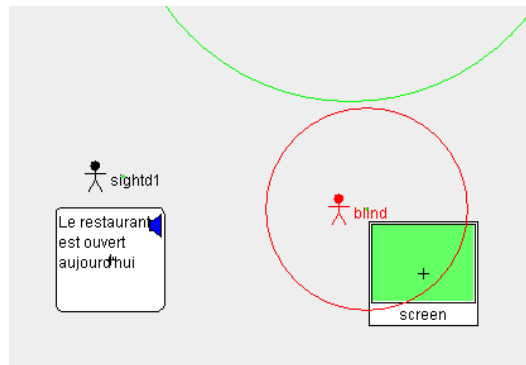 sightd1
blind
Le restaurant
est ouvert
aujourd'hui
screen